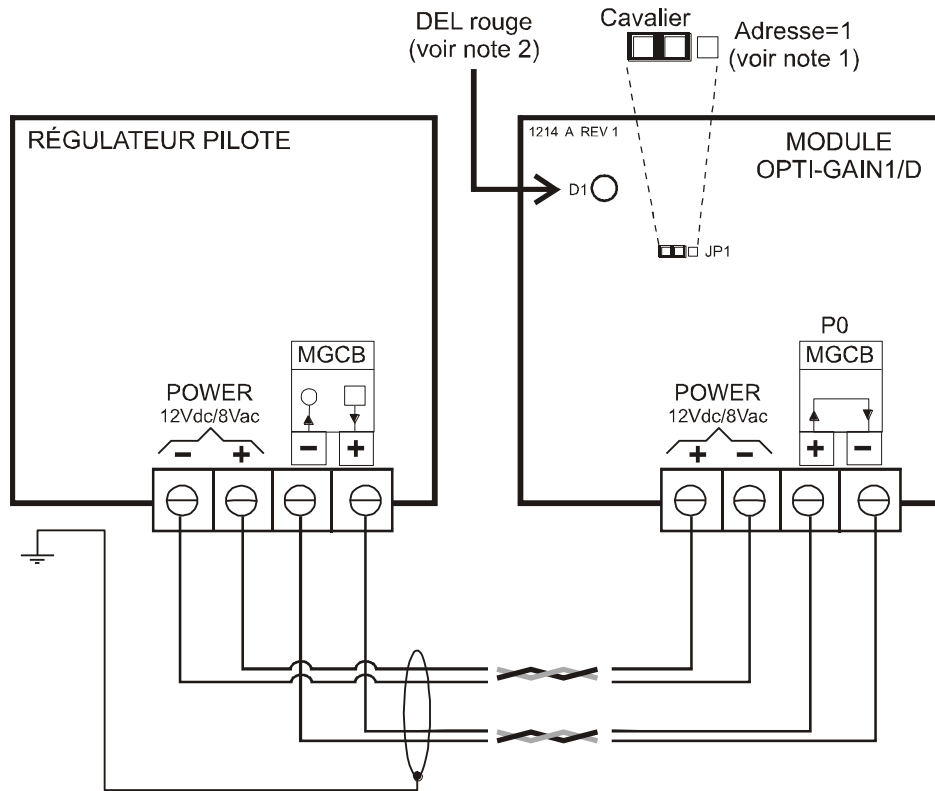 DEL rouge
(voir note 2)
Cavalier
Adresse=1
(voir note 1)
RÉGULATEUR PILOTE
1214 A REV 1
MODULE
OPTI-GAIN1/D
D1
JP1
MGCB
POWER
12Vdc/8Vac
− +
− +
P0
MGCB
POWER
12Vdc/8Vac
+ −
+ −